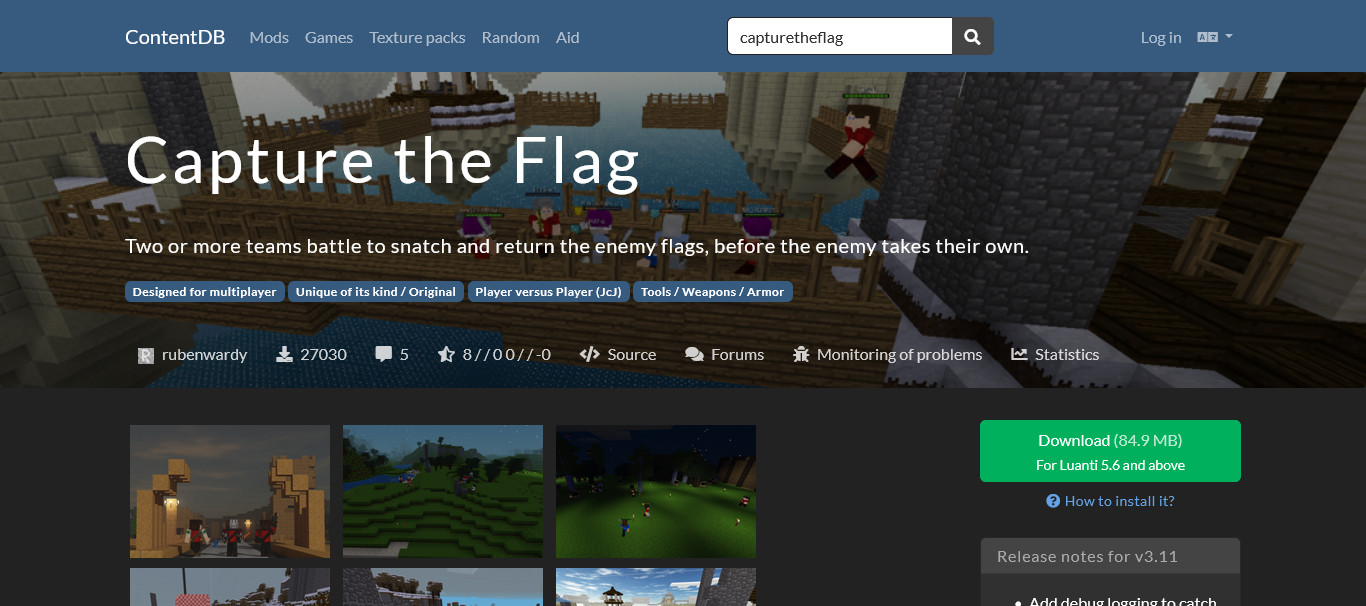 ContentDB Mods Games Texture packs Random Aid capturetheflag Log in
Capture the Flag
Two or more teams battle to snatch and return the enemy flags, before the enemy takes their own.
Designed for multiplayer Unique of its kind / Original Player versus Player (JcJ) Tools / Weapons / Armor
rubenwardy 27030 5 8 / / 0 0 / / -0 Source Forums Monitoring of problems Statistics
Download (84.9 MB)
For Luanti 5.6 and above
How to install it?
Release notes for v3.11
• Add debug logging to catch